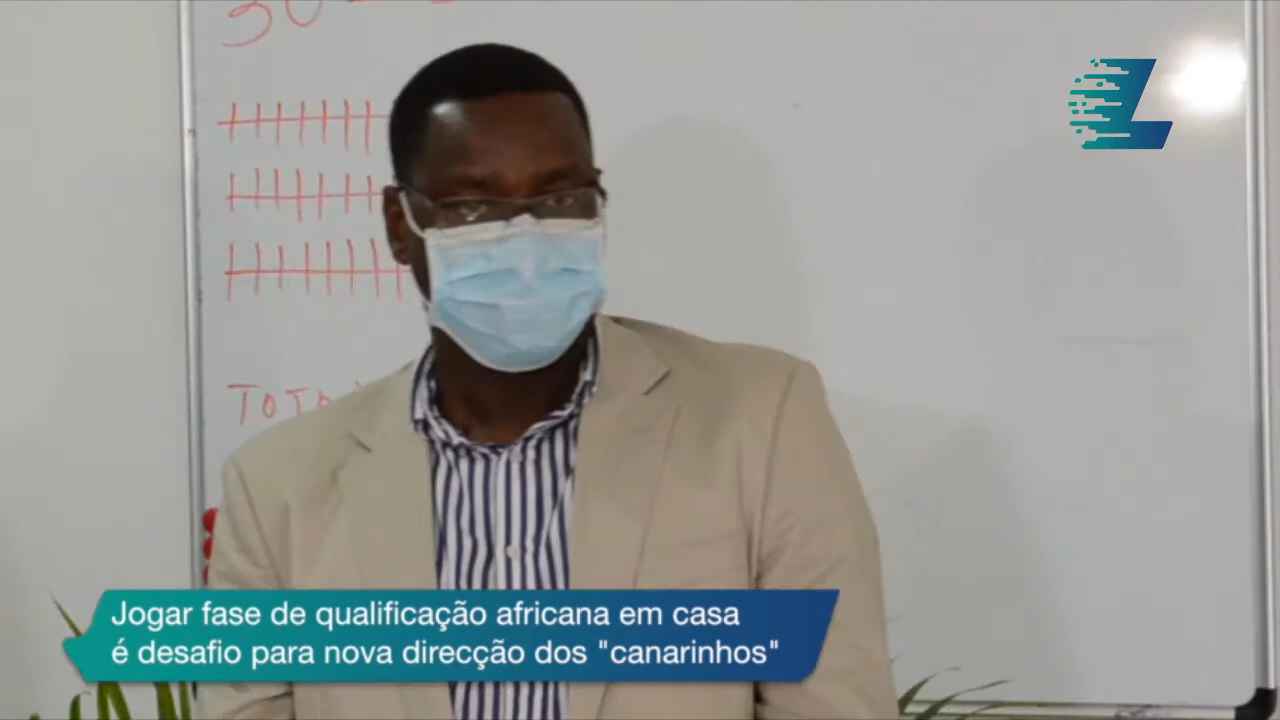 Jogar fase de qualificação africana em casa
é desafio para nova direcção dos "canarinhos"